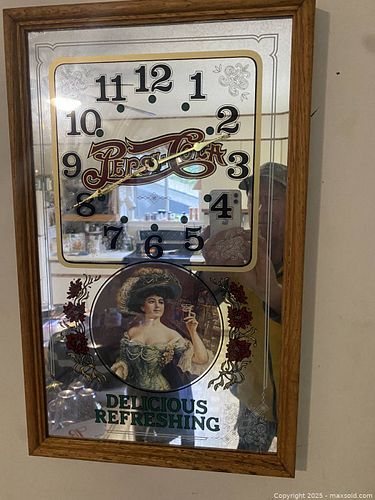 11 12 1
10 2
9 PEPSI-COLA 3
8 4
7 6 5
DELICIOUS
REFRESHING
Copyright © 2025 - maxsold.com